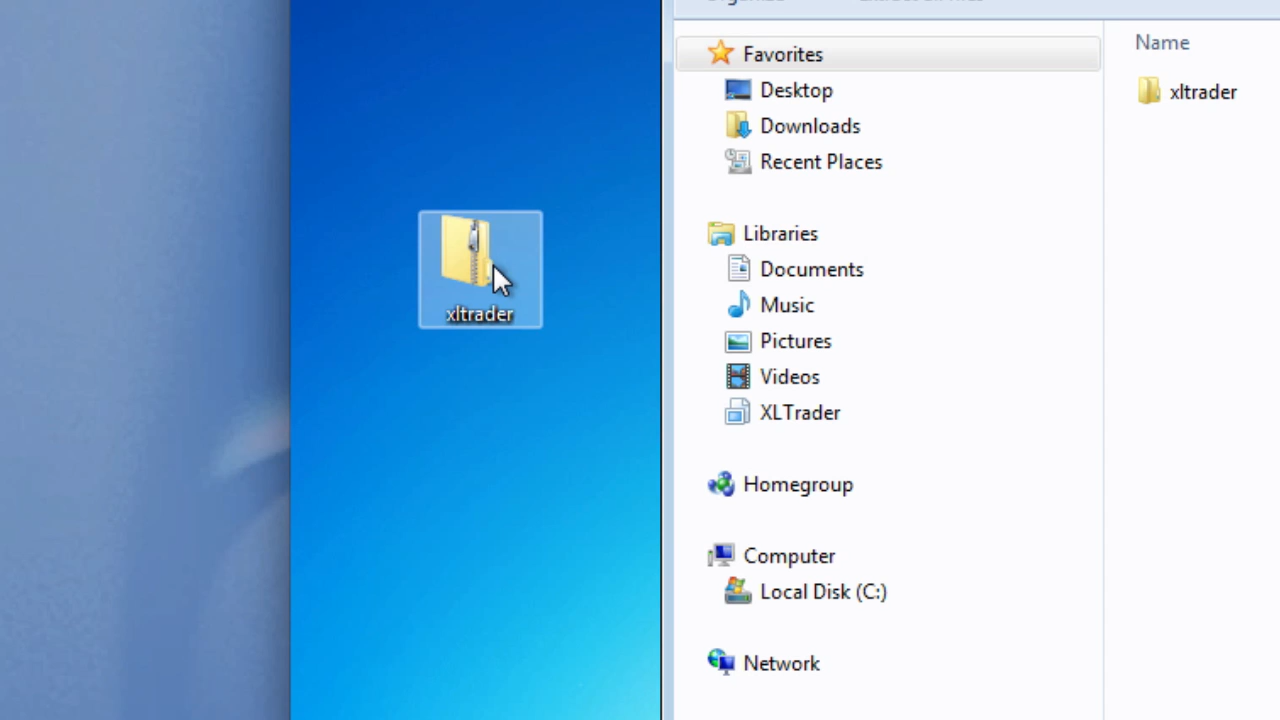 Favorites
Name
Desktop
xltrader
Downloads
Recent Places
Libraries
Documents
Music
xltrader
Pictures
Videos
XLTrader
Homegroup
Computer
Local Disk (C:)
Network